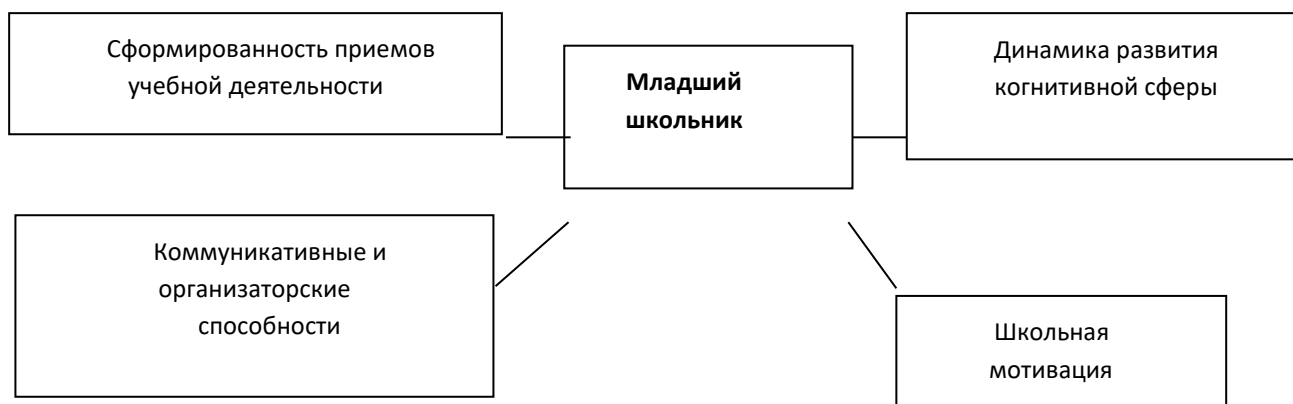 Сформированность приемов
учебной деятельности
Младший
школьник
Динамика развития
когнитивной сферы
Коммуникативные и
организаторские
способности
Школьная
мотивация